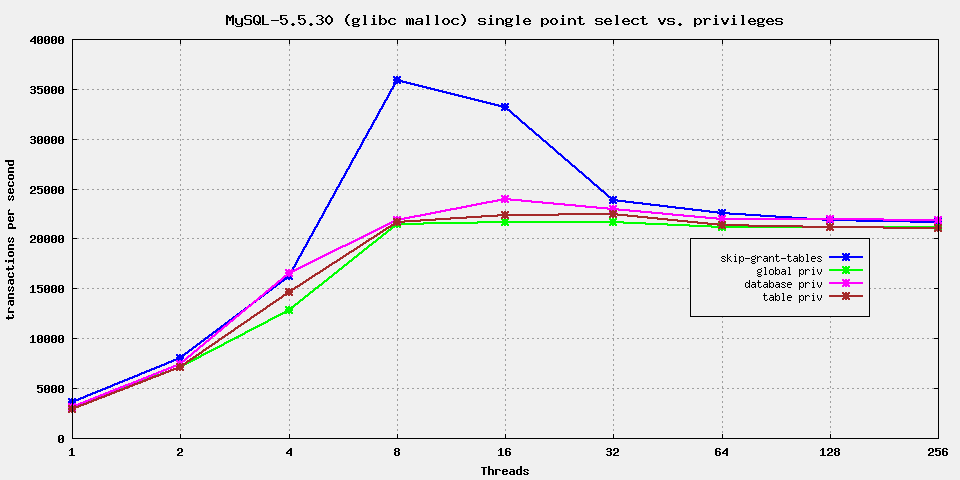 MySQL-5.5.30 (glibc malloc) single point select vs. privileges
transactions per second
40000
35000
30000
25000
20000
15000
10000
5000
0
skip-grant-tables
global priv
database priv
table priv
1 2 4 8 16 32 64 128 256
Threads